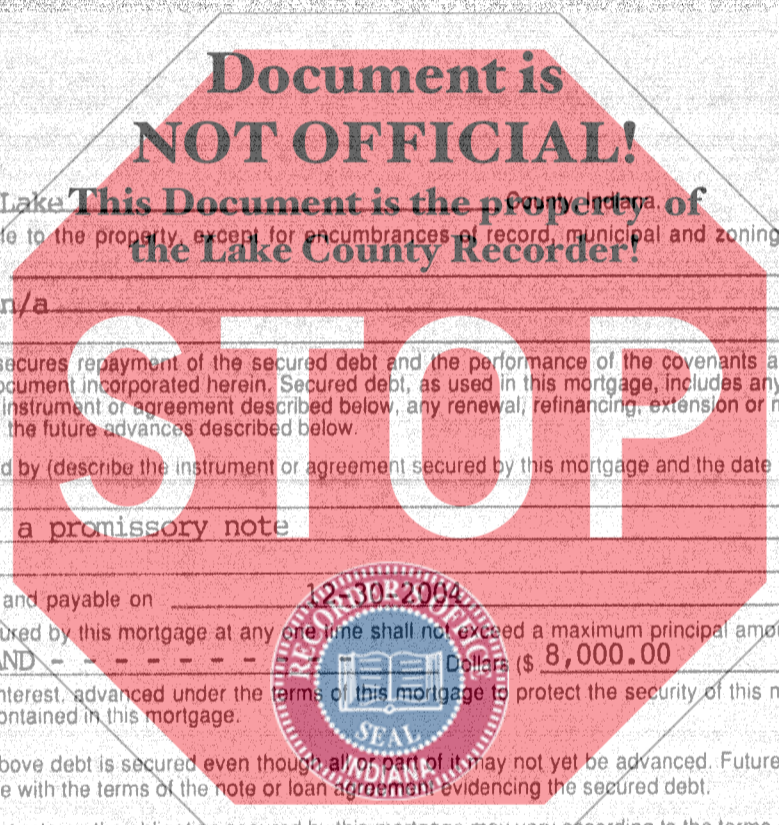 Document is
NOT OFFICIAL!
Lake County, Indiana.
This Document is the property of
le to the property, except for encumbrances of record, municipal and zoning
the Lake County Recorder!
n/a
STOP
secures repayment of the secured debt and the performance of the covenants a
ocument incorporated herein. Secured debt, as used in this mortgage, includes any
instrument or agreement described below, any renewal, refinancing, extension or
the future advances described below.
d by (describe the instrument or agreement secured by this mortgage and the date
a promissory note
and payable on 12-30-2004
ured by this mortgage at any one time shall not exceed a maximum principal amo
AND - - - - - - - - - - - Dollars ($ 8,000.00
nterest, advanced under the terms of this mortgage to protect the security of this m
ontained in this mortgage.
RECORDER'S OFFICE
SEAL
INDIANA
bove debt is secured even though all or part of it may not yet be advanced. Future
e with the terms of the note or loan agreement evidencing the secured debt.